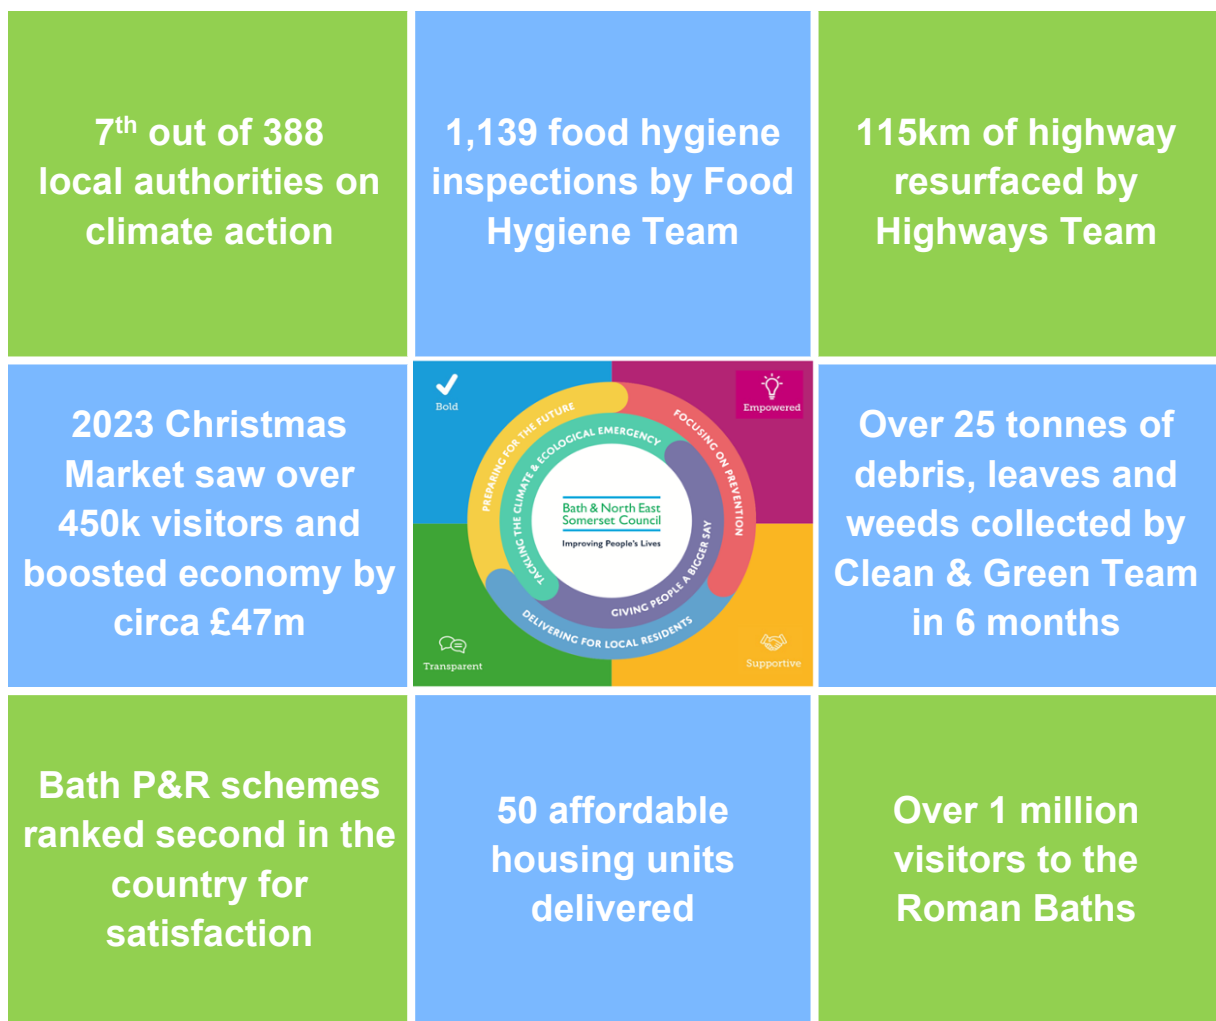 7th out of 388
local authorities on
climate action
1,139 food hygiene
inspections by Food
Hygiene Team
115km of highway
resurfaced by
Highways Team
2023 Christmas
Market saw over
450k visitors and
boosted economy by
circa £47m
Bold
Empowered
PREPARING FOR THE FUTURE
FOCUSING ON PREVENTION
TACKLING THE CLIMATE & ECOLOGICAL EMERGENCY
Bath & North East
Somerset Council
Improving People's Lives
GIVING PEOPLE A BIGGER SAY
DELIVERING FOR LOCAL RESIDENTS
Transparent
Supportive
Over 25 tonnes of
debris, leaves and
weeds collected by
Clean & Green Team
in 6 months
Bath P&R schemes
ranked second in the
country for
satisfaction
50 affordable
housing units
delivered
Over 1 million
visitors to the
Roman Baths